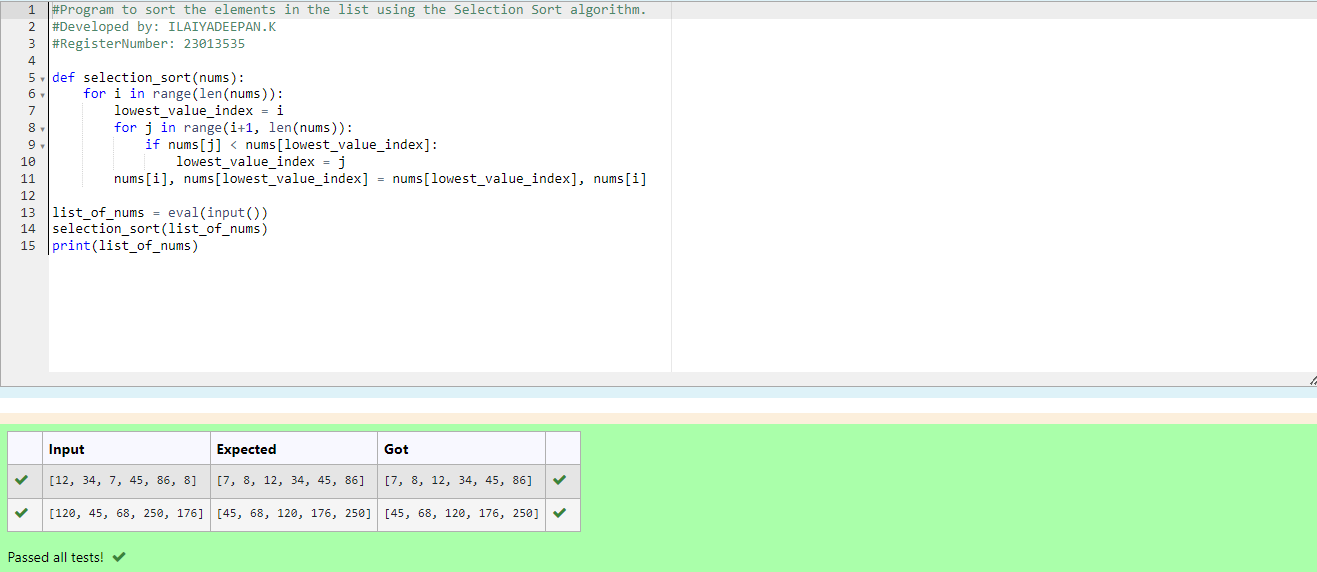 1 #Program to sort the elements in the list using the Selection Sort algorithm.
2 #Developed by: ILAIYADEEPAN.K
3 #RegisterNumber: 23013535
4
5 def selection_sort(nums):
6     for i in range(len(nums)):
7         lowest_value_index = i
8         for j in range(i+1, len(nums)):
9             if nums[j] < nums[lowest_value_index]:
10                 lowest_value_index = j
11         nums[i], nums[lowest_value_index] = nums[lowest_value_index], nums[i]
12
13 list_of_nums = eval(input())
14 selection_sort(list_of_nums)
15 print(list_of_nums)
Input Expected Got
[12, 34, 7, 45, 86, 8] [7, 8, 12, 34, 45, 86] [7, 8, 12, 34, 45, 86]
[120, 45, 68, 250, 176] [45, 68, 120, 176, 250] [45, 68, 120, 176, 250]
Passed all tests!